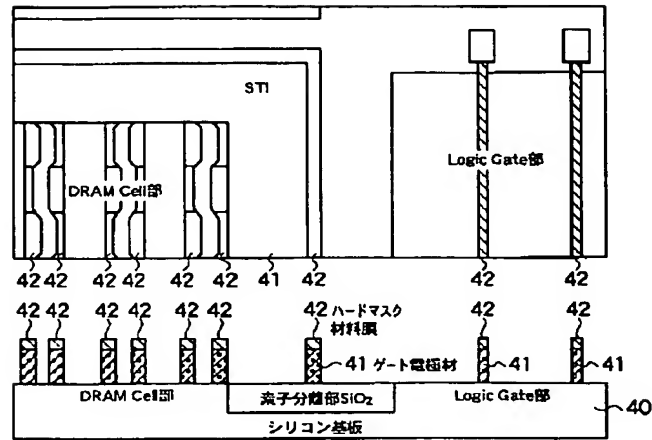 STI
DRAM Cell部
Logic Gate部
42 42 42 42 42 42 41 42 42 42
42 42 42 42 42 42 42 ハードマスク 42 42
材料膜
41 ゲート電極材 41 41
DRAM Cell部 素子分離部SiO₂ Logic Gate部 40
シリコン基板